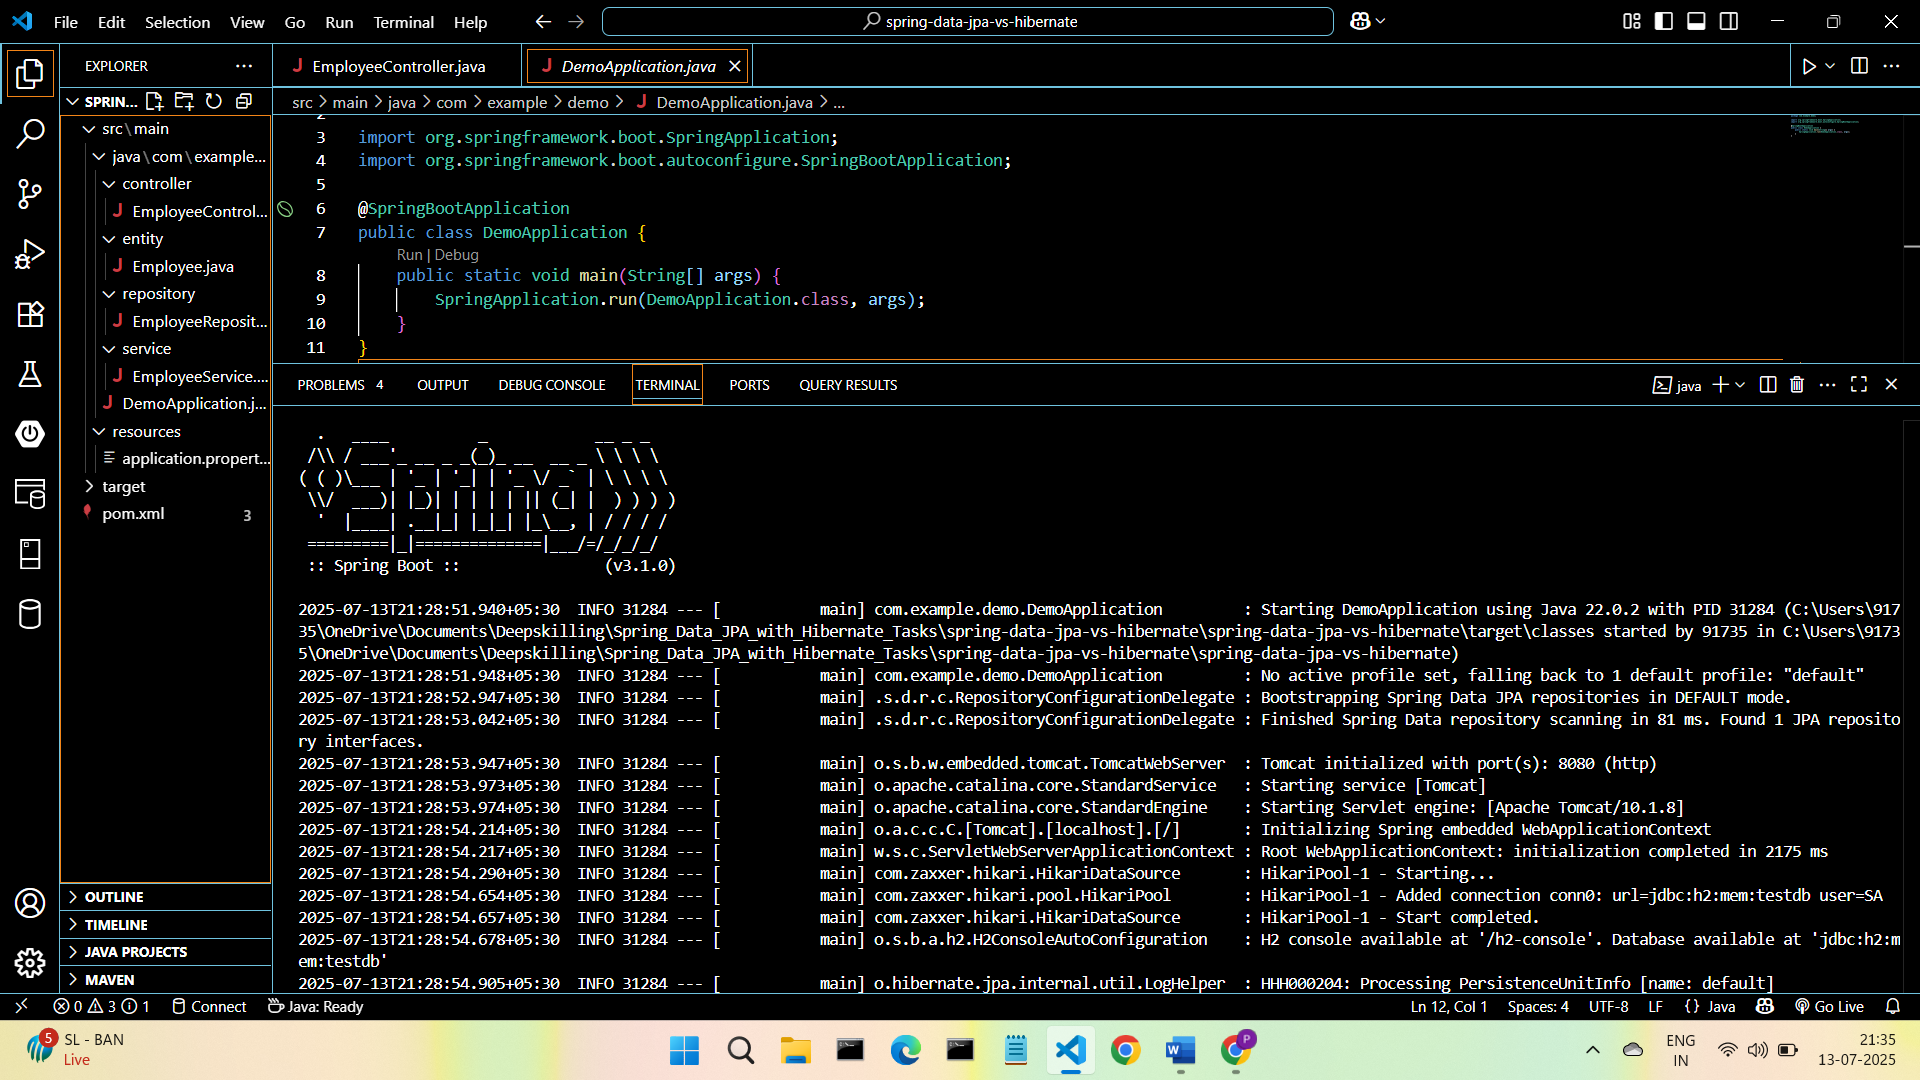 File Edit Selection View Go Run Terminal Help
spring-data-jpa-vs-hibernate
EXPLORER
SPRIN...
src\main
java\com\example...
controller
EmployeeControl...
entity
Employee.java
repository
EmployeeReposit...
service
EmployeeService....
DemoApplication.j...
resources
application.propert...
target
pom.xml 3
OUTLINE
TIMELINE
JAVA PROJECTS
MAVEN
EmployeeController.java
DemoApplication.java
src > main > java > com > example > demo > DemoApplication.java > ...
2
3 import org.springframework.boot.SpringApplication;
4 import org.springframework.boot.autoconfigure.SpringBootApplication;
5
6 @SpringBootApplication
7 public class DemoApplication {
Run | Debug
8 public static void main(String[] args) {
9 SpringApplication.run(DemoApplication.class, args);
10 }
11 }
PROBLEMS 4 OUTPUT DEBUG CONSOLE TERMINAL PORTS QUERY RESULTS
java
  .   ____          _            __ _ _
 /\\ / ___'_ __ _ _(_)_ __  __ _ \ \ \ \
( ( )\___ | '_ | '_| | '_ \/ _` | \ \ \ \
 \\/  ___)| |_)| | | | | || (_| |  ) ) ) )
  '  |____| .__|_| |_|_| |_\__, | / / / /
 =========|_|==============|___/=/_/_/_/
 :: Spring Boot ::                (v3.1.0)
2025-07-13T21:28:51.940+05:30  INFO 31284 --- [           main] com.example.demo.DemoApplication         : Starting DemoApplication using Java 22.0.2 with PID 31284 (C:\Users\917
35\OneDrive\Documents\Deepskilling\Spring_Data_JPA_with_Hibernate_Tasks\spring-data-jpa-vs-hibernate\spring-data-jpa-vs-hibernate\target\classes started by 91735 in C:\Users\9173
5\OneDrive\Documents\Deepskilling\Spring_Data_JPA_with_Hibernate_Tasks\spring-data-jpa-vs-hibernate\spring-data-jpa-vs-hibernate)
2025-07-13T21:28:51.948+05:30  INFO 31284 --- [           main] com.example.demo.DemoApplication         : No active profile set, falling back to 1 default profile: "default"
2025-07-13T21:28:52.947+05:30  INFO 31284 --- [           main] .s.d.r.c.RepositoryConfigurationDelegate : Bootstrapping Spring Data JPA repositories in DEFAULT mode.
2025-07-13T21:28:53.042+05:30  INFO 31284 --- [           main] .s.d.r.c.RepositoryConfigurationDelegate : Finished Spring Data repository scanning in 81 ms. Found 1 JPA reposito
ry interfaces.
2025-07-13T21:28:53.947+05:30  INFO 31284 --- [           main] o.s.b.w.embedded.tomcat.TomcatWebServer  : Tomcat initialized with port(s): 8080 (http)
2025-07-13T21:28:53.973+05:30  INFO 31284 --- [           main] o.apache.catalina.core.StandardService   : Starting service [Tomcat]
2025-07-13T21:28:53.974+05:30  INFO 31284 --- [           main] o.apache.catalina.core.StandardEngine    : Starting Servlet engine: [Apache Tomcat/10.1.8]
2025-07-13T21:28:54.214+05:30  INFO 31284 --- [           main] o.a.c.c.C.[Tomcat].[localhost].[/]       : Initializing Spring embedded WebApplicationContext
2025-07-13T21:28:54.217+05:30  INFO 31284 --- [           main] w.s.c.ServletWebServerApplicationContext : Root WebApplicationContext: initialization completed in 2175 ms
2025-07-13T21:28:54.290+05:30  INFO 31284 --- [           main] com.zaxxer.hikari.HikariDataSource       : HikariPool-1 - Starting...
2025-07-13T21:28:54.654+05:30  INFO 31284 --- [           main] com.zaxxer.hikari.pool.HikariPool        : HikariPool-1 - Added connection conn0: url=jdbc:h2:mem:testdb user=SA
2025-07-13T21:28:54.657+05:30  INFO 31284 --- [           main] com.zaxxer.hikari.HikariDataSource       : HikariPool-1 - Start completed.
2025-07-13T21:28:54.678+05:30  INFO 31284 --- [           main] o.s.b.a.h2.H2ConsoleAutoConfiguration    : H2 console available at '/h2-console'. Database available at 'jdbc:h2:m
em:testdb'
2025-07-13T21:28:54.905+05:30  INFO 31284 --- [           main] o.hibernate.jpa.internal.util.LogHelper  : HHH000204: Processing PersistenceUnitInfo [name: default]
0 3 1 Connect Java: Ready Ln 12, Col 1 Spaces: 4 UTF-8 LF {} Java Go Live
5 SL - BAN
Live
P
ENG
IN
21:35
13-07-2025